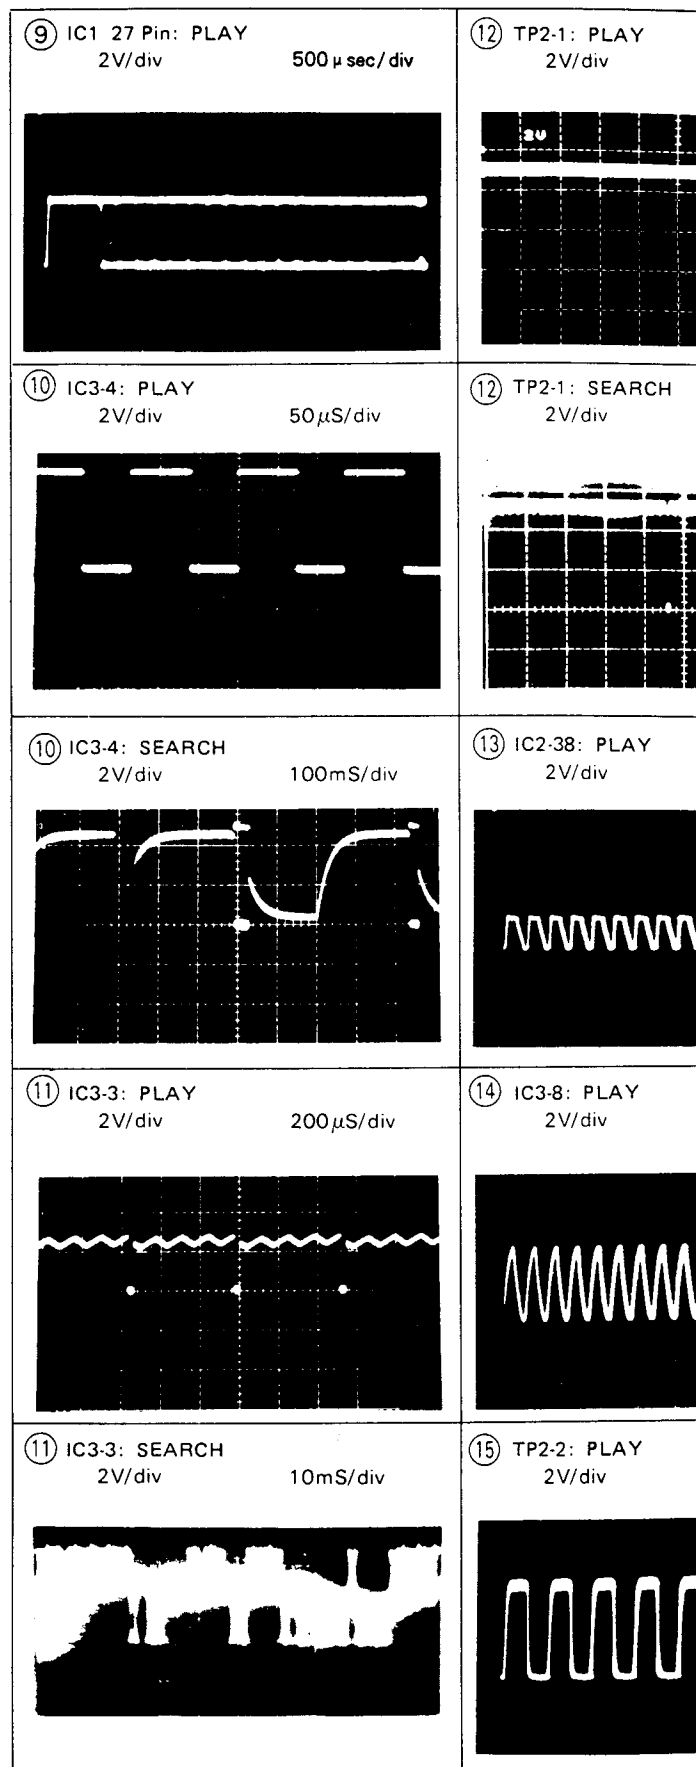 ⑨ IC1 27 Pin: PLAY
2V/div 500 μ sec/div
⑩ IC3-4: PLAY
2V/div 50μS/div
⑩ IC3-4: SEARCH
2V/div 100mS/div
⑪ IC3-3: PLAY
2V/div 200μS/div
⑪ IC3-3: SEARCH
2V/div 10mS/div
⑫ TP2-1: PLAY
2V/div
2V
⑫ TP2-1: SEARCH
2V/div
⑬ IC2-38: PLAY
2V/div
⑭ IC3-8: PLAY
2V/div
⑮ TP2-2: PLAY
2V/div